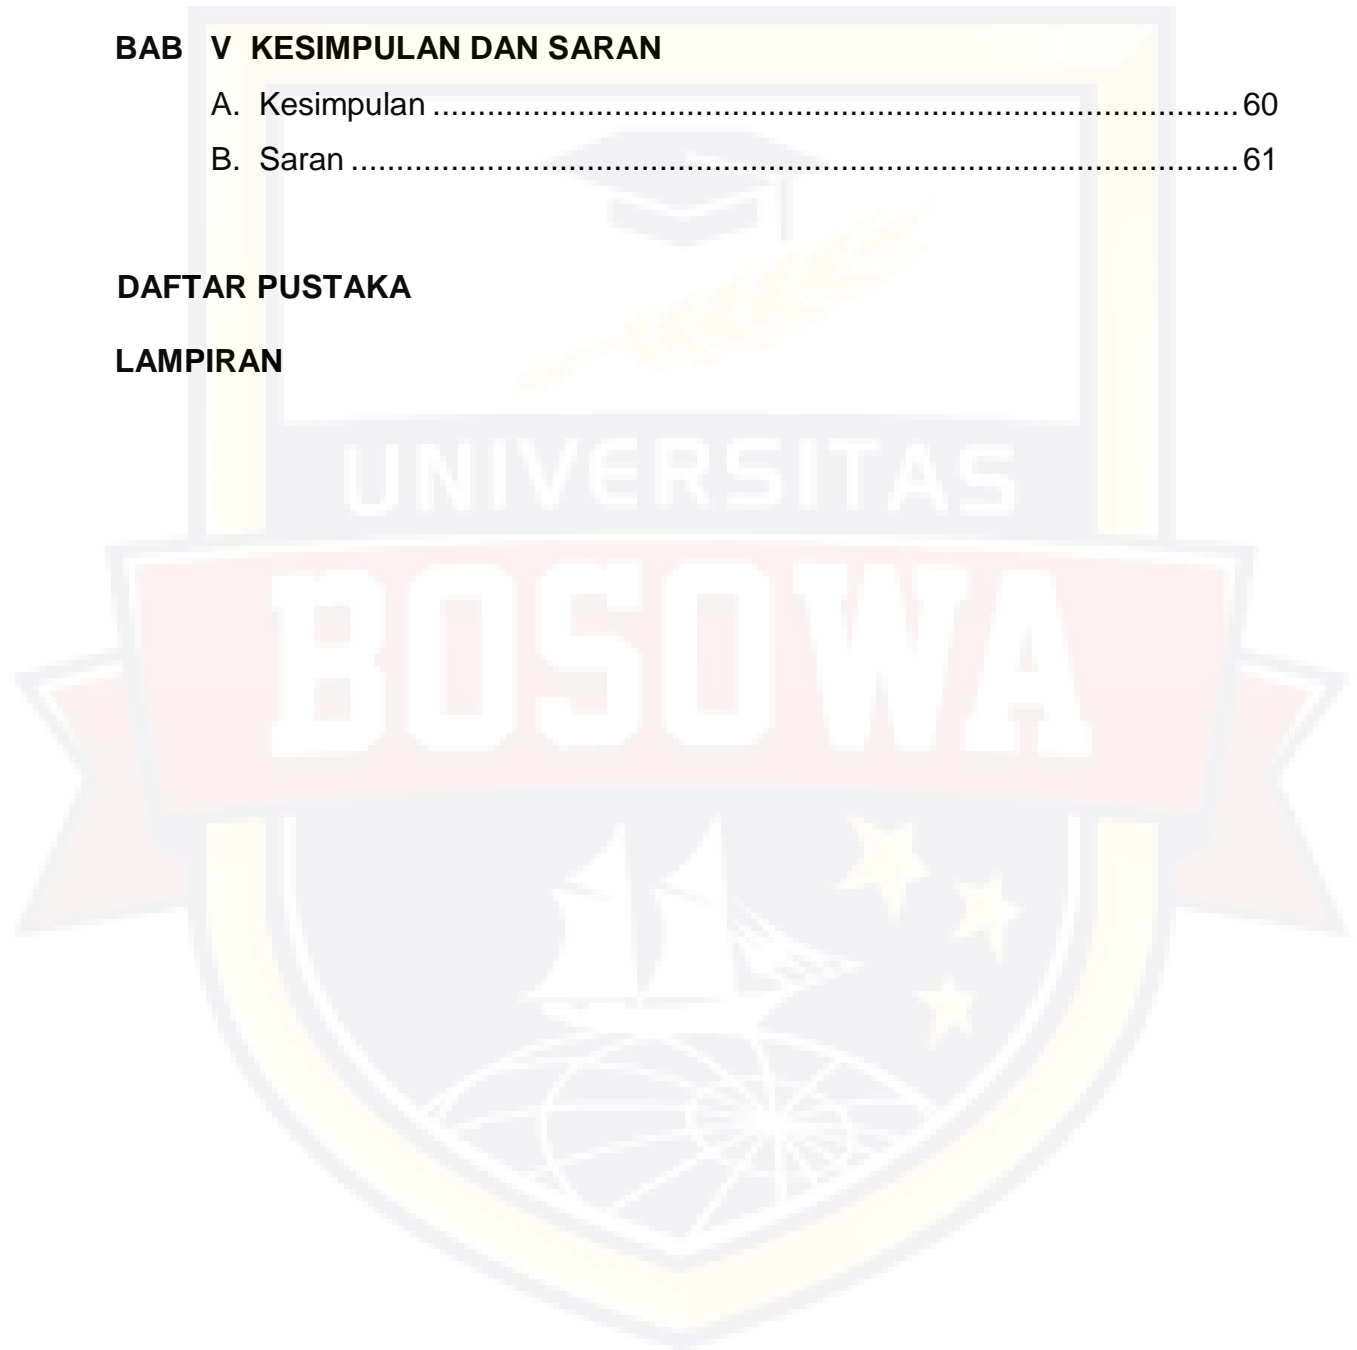 BAB V KESIMPULAN DAN SARAN
A. Kesimpulan ........................................................................................... 60
B. Saran .................................................................................................... 61
DAFTAR PUSTAKA
LAMPIRAN
UNIVERSITAS
BOSOWA